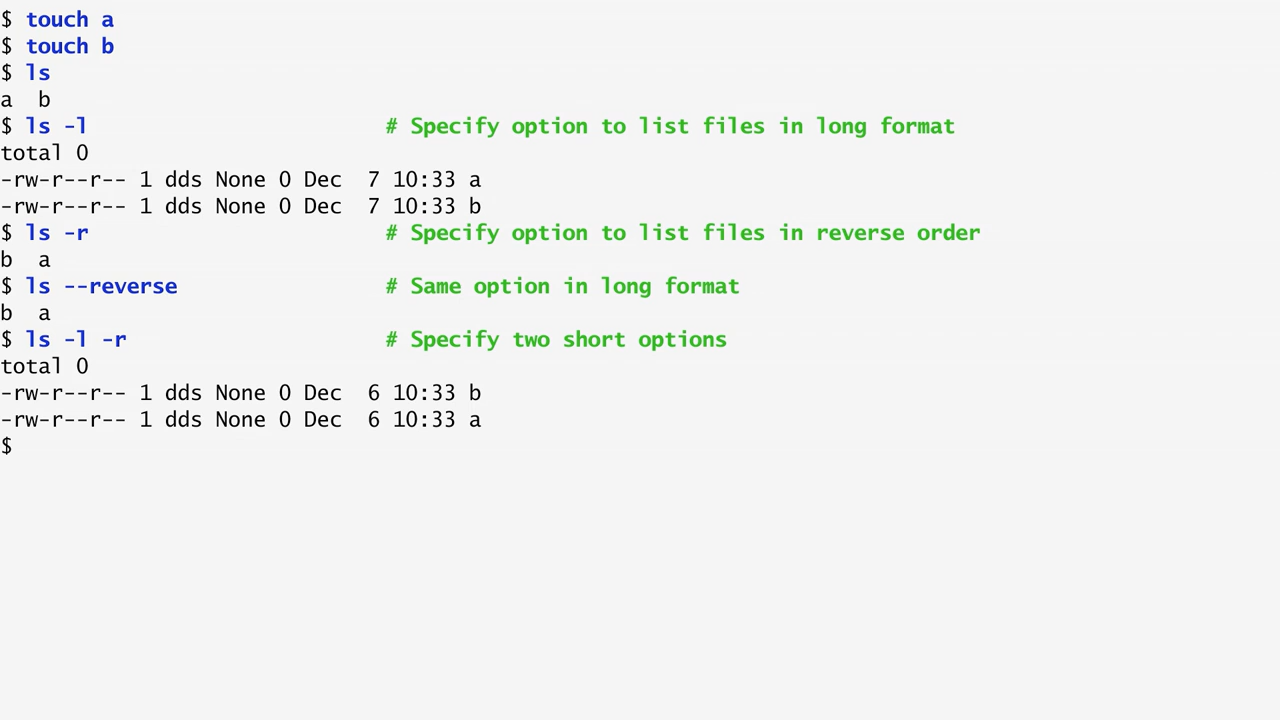 $ touch a
$ touch b
$ ls
a  b
$ ls -l                        # Specify option to list files in long format
total 0
-rw-r--r-- 1 dds None 0 Dec  7 10:33 a
-rw-r--r-- 1 dds None 0 Dec  7 10:33 b
$ ls -r                        # Specify option to list files in reverse order
b  a
$ ls --reverse                 # Same option in long format
b  a
$ ls -l -r                     # Specify two short options
total 0
-rw-r--r-- 1 dds None 0 Dec  6 10:33 b
-rw-r--r-- 1 dds None 0 Dec  6 10:33 a
$